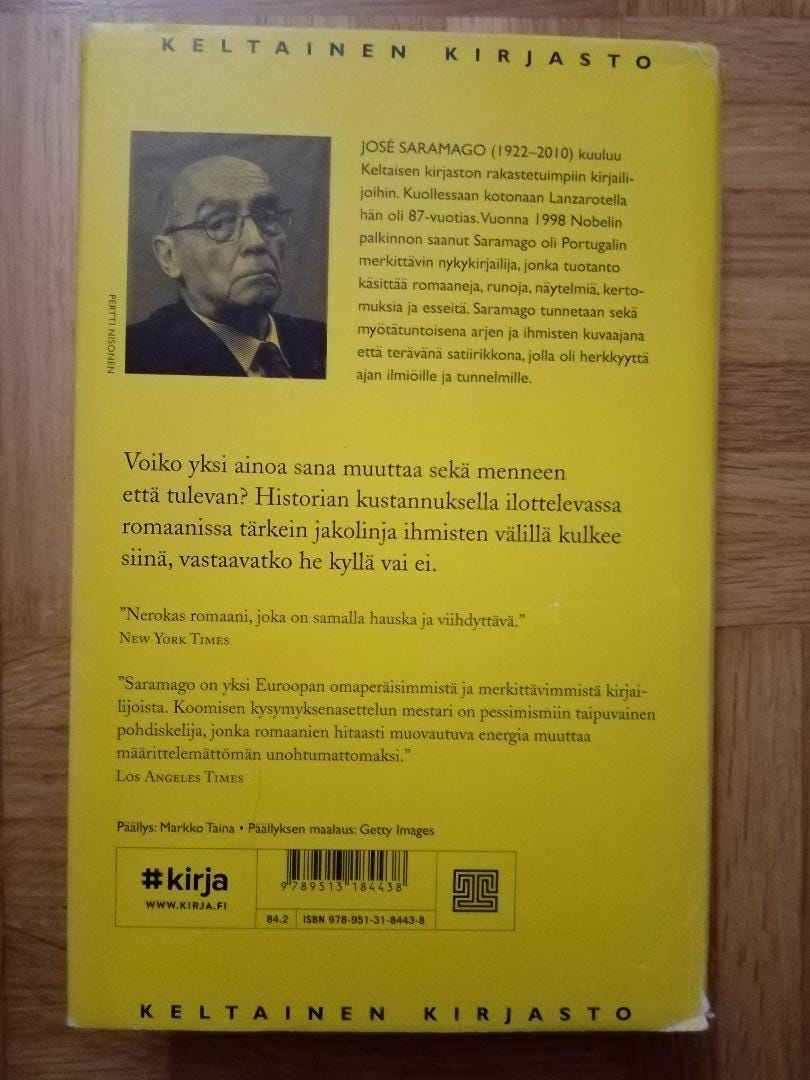 KELTAINEN KIRJASTO
JOSÉ SARAMAGO (1922–2010) kuuluu
Keltaisen kirjaston rakastetuimpiin kirjaili-
joihin. Kuollessaan kotonaan Lanzarotella
hän oli 87-vuotias. Vuonna 1998 Nobelin
palkinnon saanut Saramago oli Portugalin
merkittävin nykykirjailija, jonka tuotanto
käsittää romaaneja, runoja, näytelmiä, kerto-
muksia ja esseitä. Saramago tunnetaan sekä
myötätuntoisena arjen ja ihmisten kuvaajana
että terävänä satiirikkona, jolla oli herkkyyttä
ajan ilmiöille ja tunnelmille.
PERTTI NISONEN
Voiko yksi ainoa sana muuttaa sekä menneen
että tulevan? Historian kustannuksella ilottelevassa
romaanissa tärkein jakolinja ihmisten välillä kulkee
siinä, vastaavatko he kyllä vai ei.
”Nerokas romaani, joka on samalla hauska ja viihdyttävä.”
NEW YORK TIMES
”Saramago on yksi Euroopan omaperäisimmistä ja merkittävimmistä kirjai-
lijoista. Koomisen kysymyksenasettelun mestari on pessimismiin taipuvainen
pohdiskelija, jonka romaanien hitaasti muovautuva energia muuttaa
määrittelemättömän unohtumattomaksi.”
LOS ANGELES TIMES
Päällys: Markko Taina • Päällyksen maalaus: Getty Images
#kirja
WWW.KIRJA.FI
9 789513 184438
84.2 ISBN 978-951-31-8443-8
KELTAINEN KIRJASTO